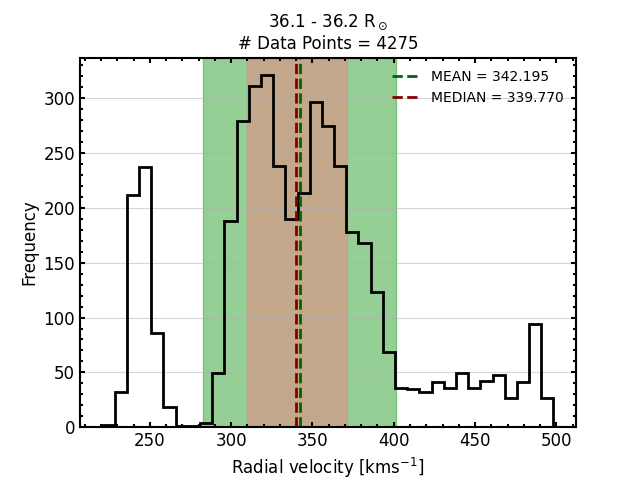 36.1 - 36.2 R⊙
# Data Points = 4275
MEAN = 342.195
MEDIAN = 339.770
Frequency
300
250
200
150
100
50
0
250 300 350 400 450 500
Radial velocity [kms⁻¹]